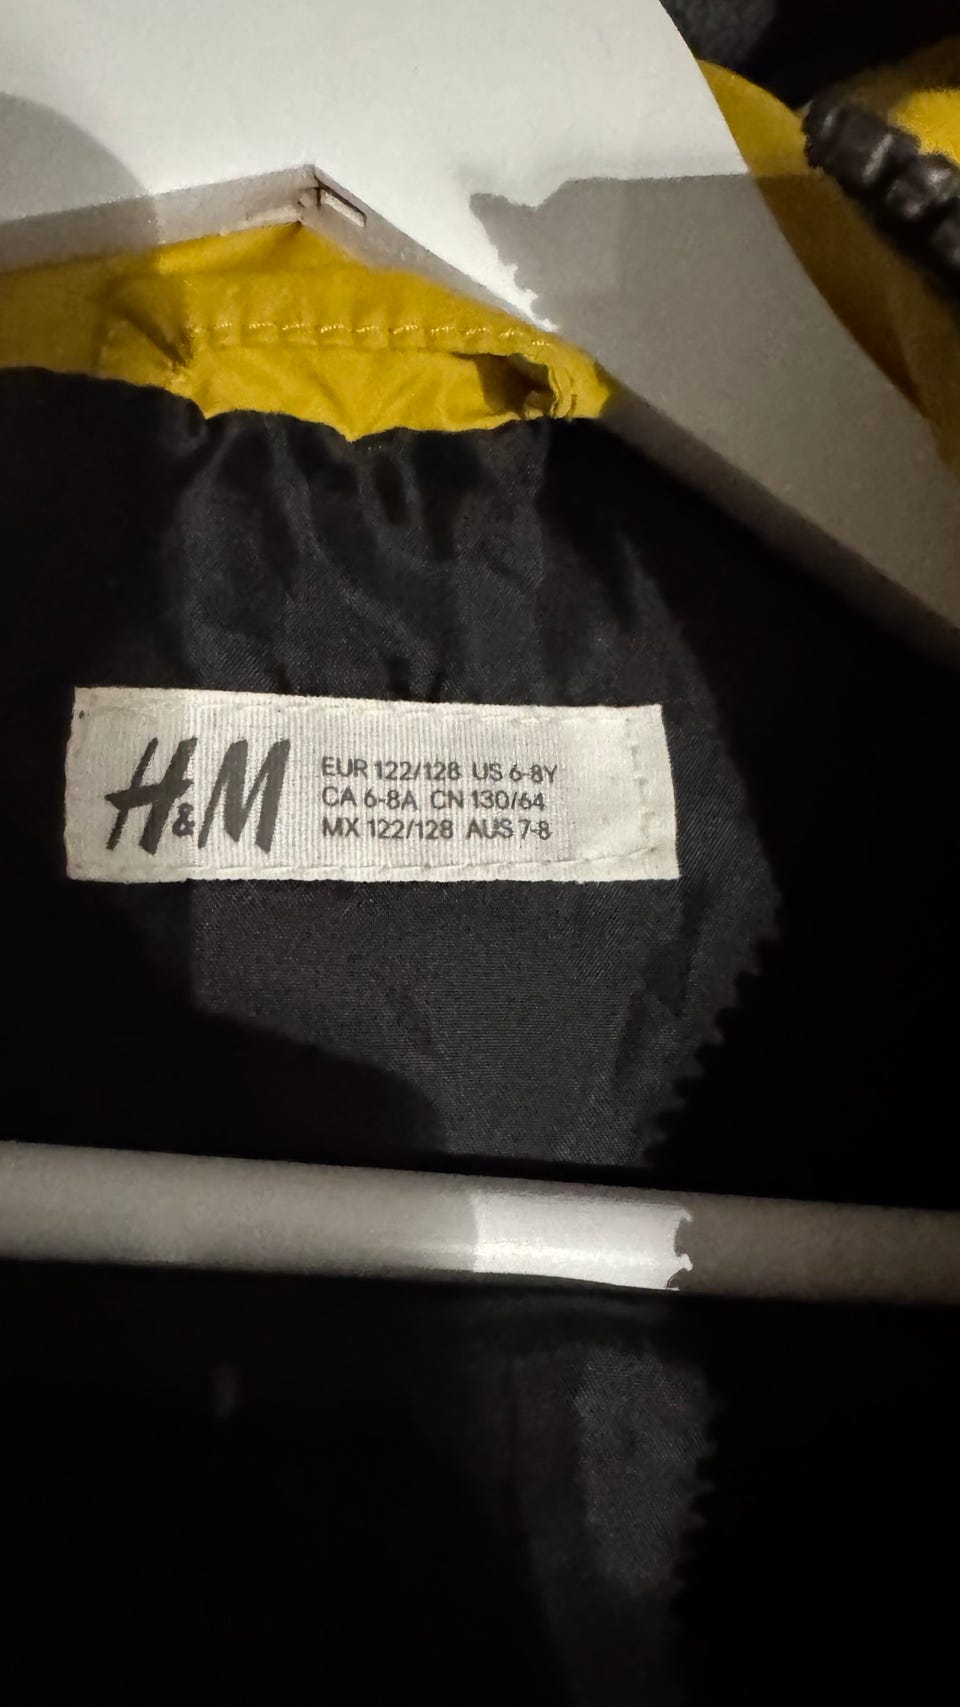 H&M
EUR 122/128 US 6-8Y
CA 6-8A CN 130/64
MX 122/128 AUS 7-8